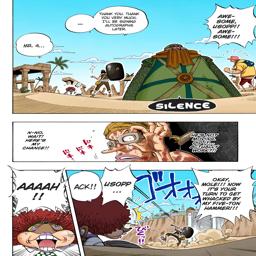 AWE-
SOME,
USOPP!!
AWE-
SOME!!!
THANK YOU,
THANK YOU
VERY MUCH.
I'LL BE SIGNING
AUTOGRAPHS
LATER.
MR. 4...
SILENCE
N-NO,
WAIT!
HERE'S
MY
CHANCE!!
OKAY,
MOLE!!! NOW
IT'S YOUR
TURN TO GET
WHACKED BY
MY FIVE-TON
HAMMER!!!
USOPP
...
ACK!!
AAAAH
!!